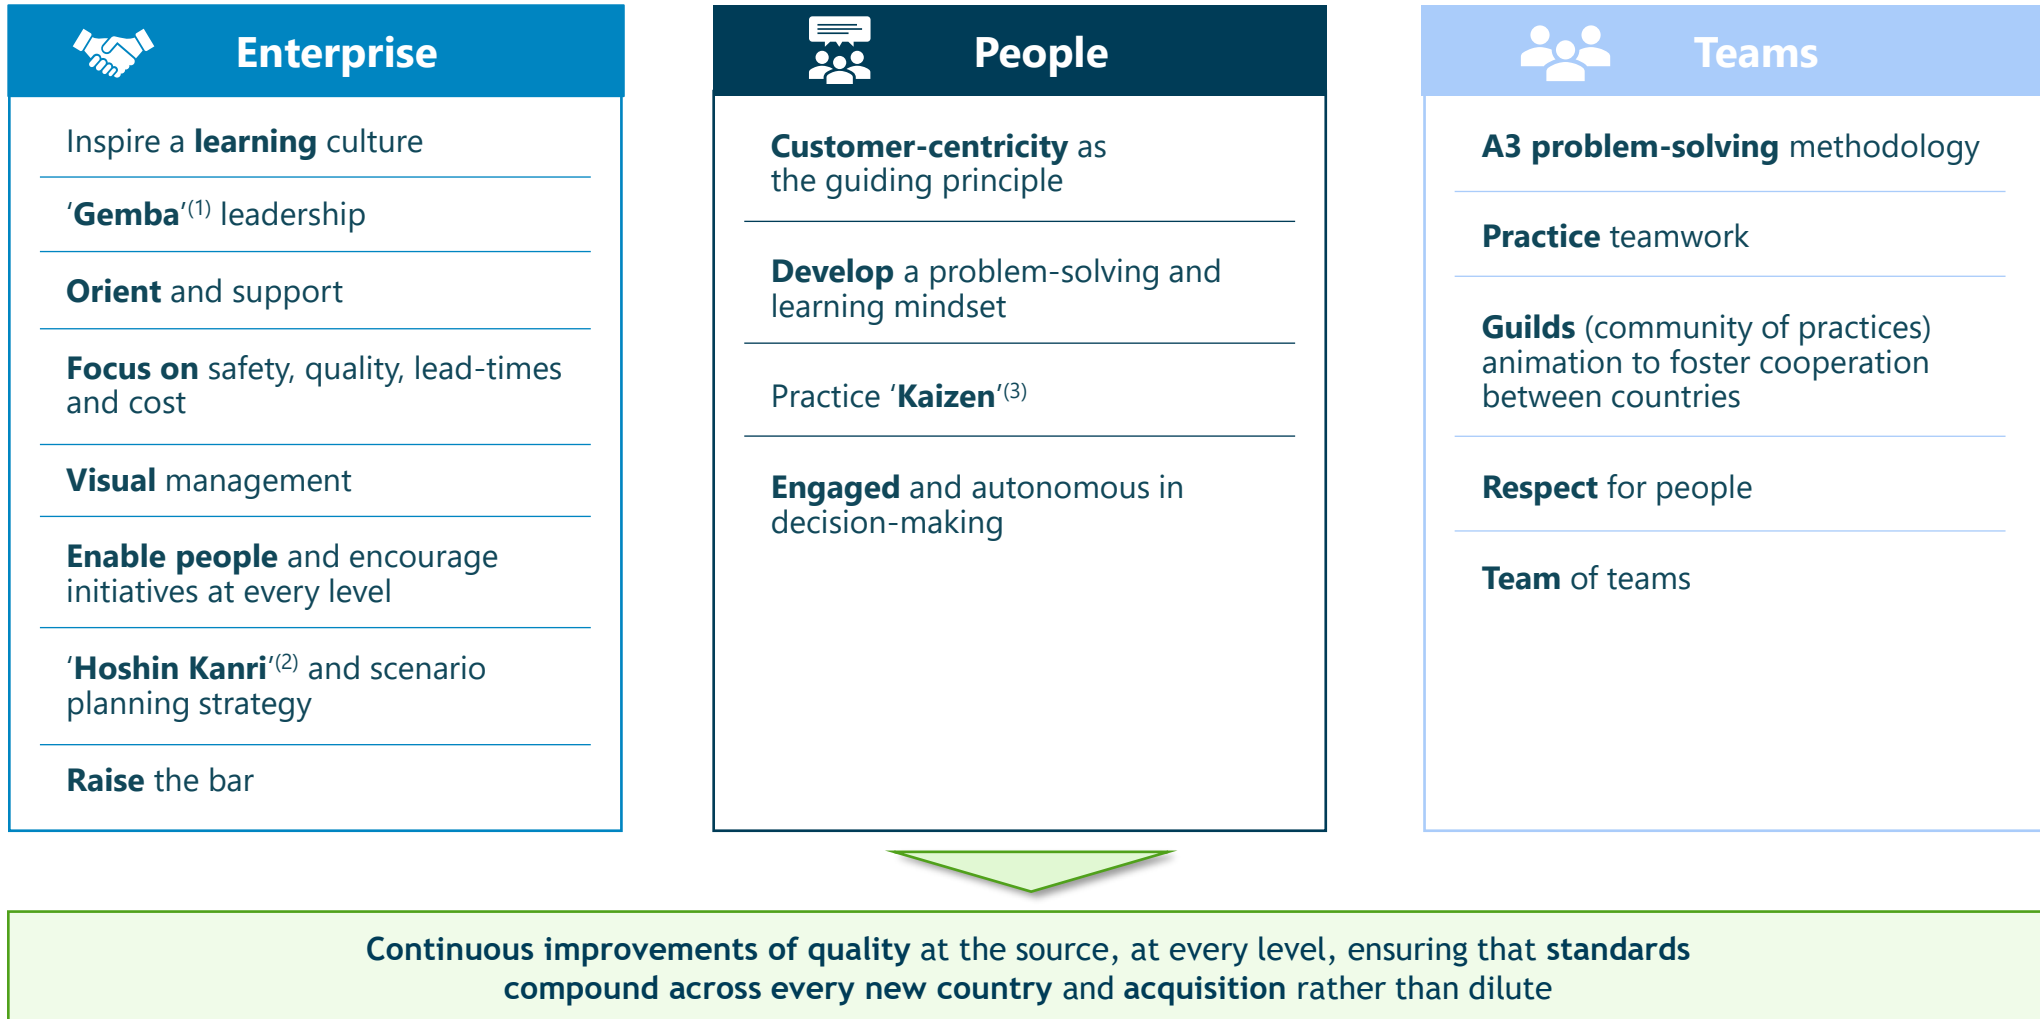 Enterprise
Inspire a learning culture
‘Gemba’(1) leadership
Orient and support
Focus on safety, quality, lead-times
and cost
Visual management
Enable people and encourage
initiatives at every level
‘Hoshin Kanri’(2) and scenario
planning strategy
Raise the bar
People
Customer-centricity as
the guiding principle
Develop a problem-solving and
learning mindset
Practice ‘Kaizen’(3)
Engaged and autonomous in
decision-making
Teams
A3 problem-solving methodology
Practice teamwork
Guilds (community of practices)
animation to foster cooperation
between countries
Respect for people
Team of teams
Continuous improvements of quality at the source, at every level, ensuring that standards
compound across every new country and acquisition rather than dilute